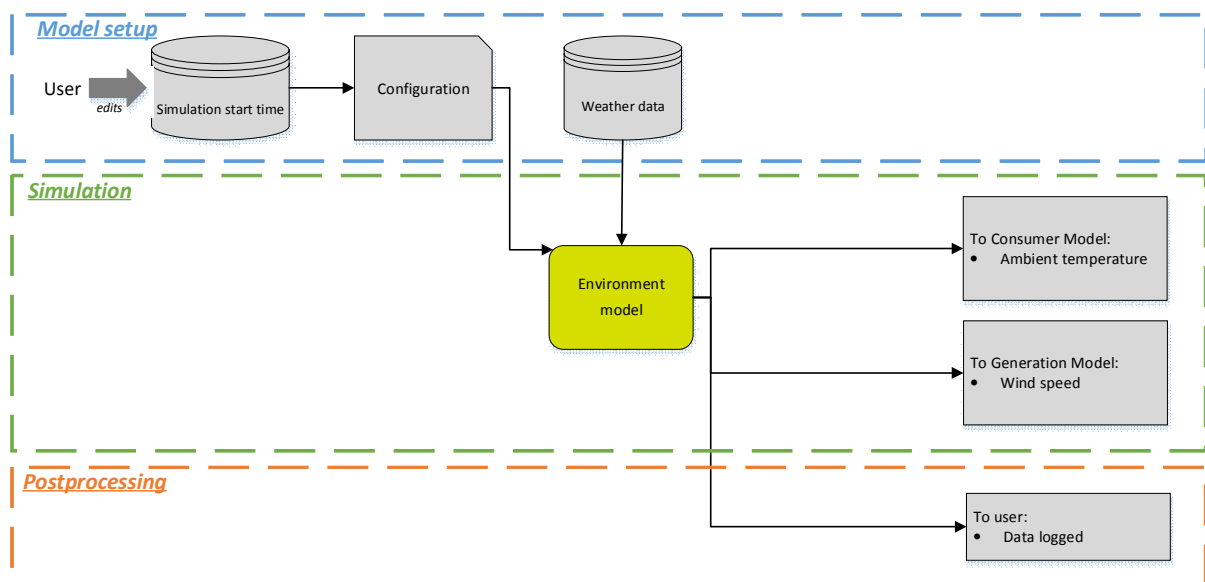 Model setup
User
edits
Simulation start time
Configuration
Weather data
Simulation
Environment
model
To Consumer Model:
• Ambient temperature
To Generation Model:
• Wind speed
Postprocessing
To user:
• Data logged